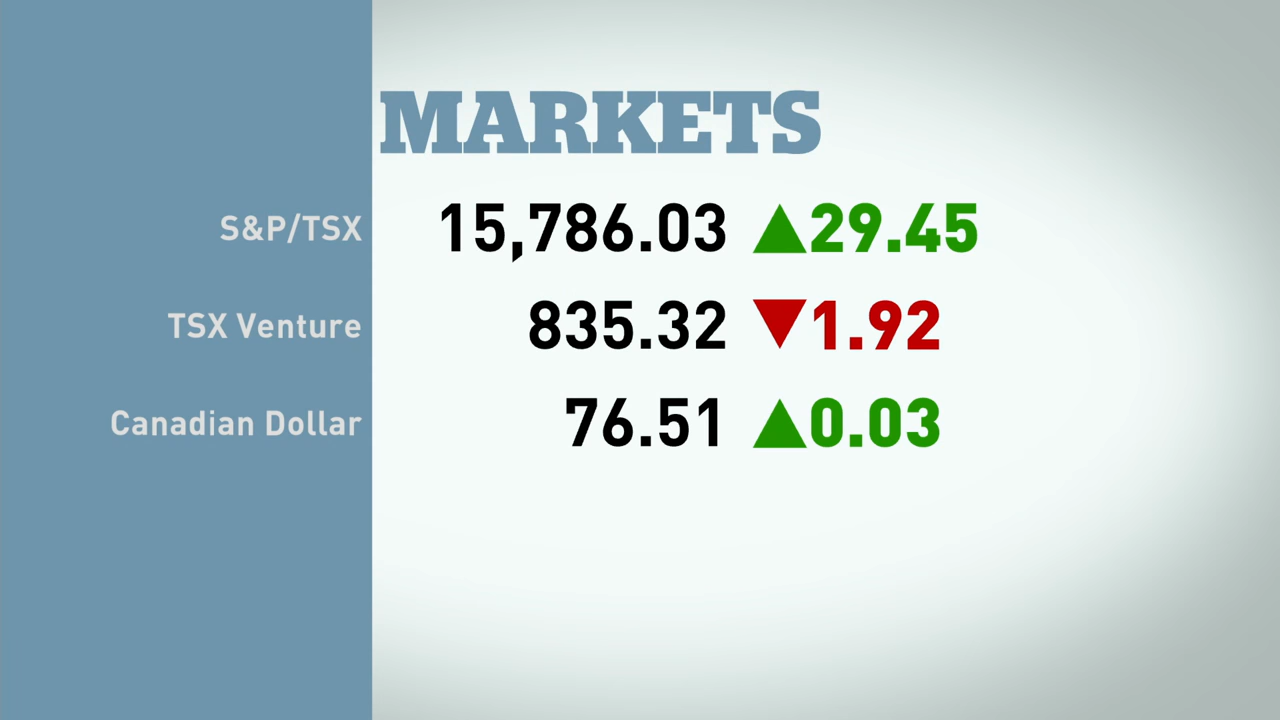 MARKETS
S&P/TSX 15,786.03 ▲29.45
TSX Venture 835.32 ▼1.92
Canadian Dollar 76.51 ▲0.03